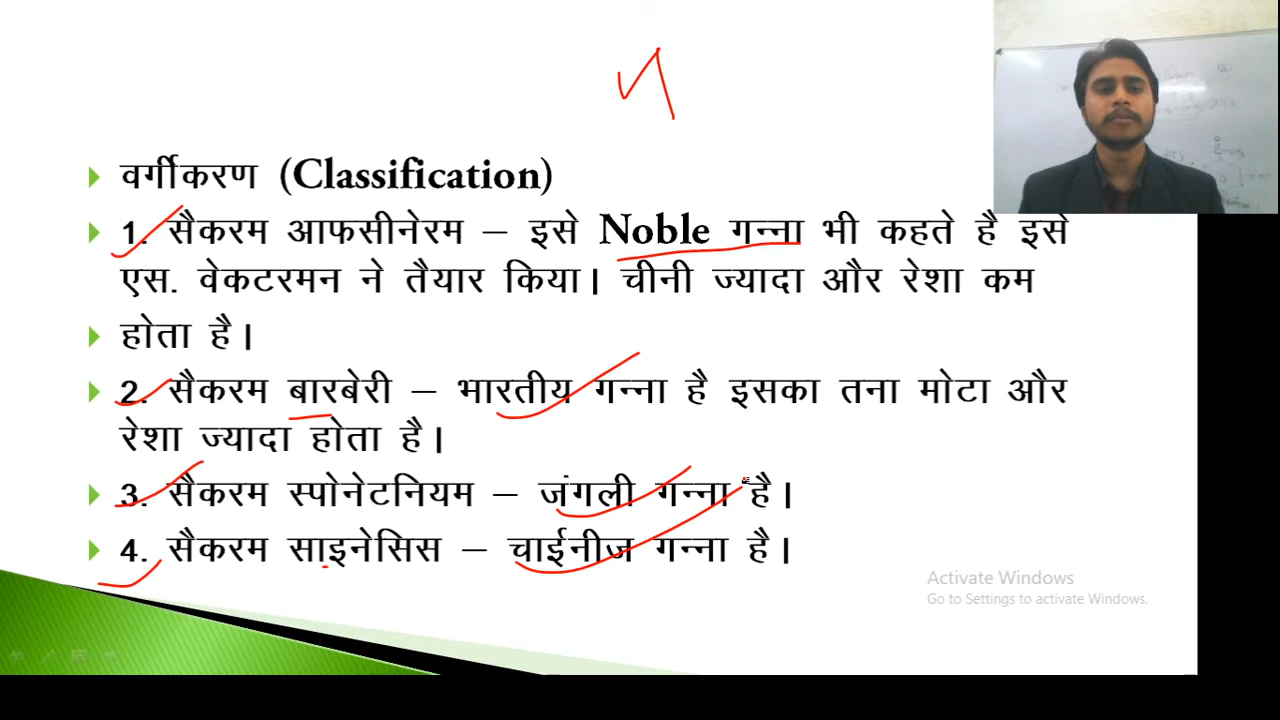 वर्गीकरण (Classification)
1. सैकरम आफसीनेरम – इसे Noble गन्ना भी कहते है इसे
एस. वेकटरमन ने तैयार किया। चीनी ज्यादा और रेशा कम
होता है।
2. सैकरम बारबेरी – भारतीय गन्ना है इसका तना मोटा और
रेशा ज्यादा होता है।
3. सैकरम स्पोनेटनियम – जंगली गन्ना है।
4. सैकरम साइनेसिस – चाईनीज गन्ना है।
Activate Windows
Go to Settings to activate Windows.